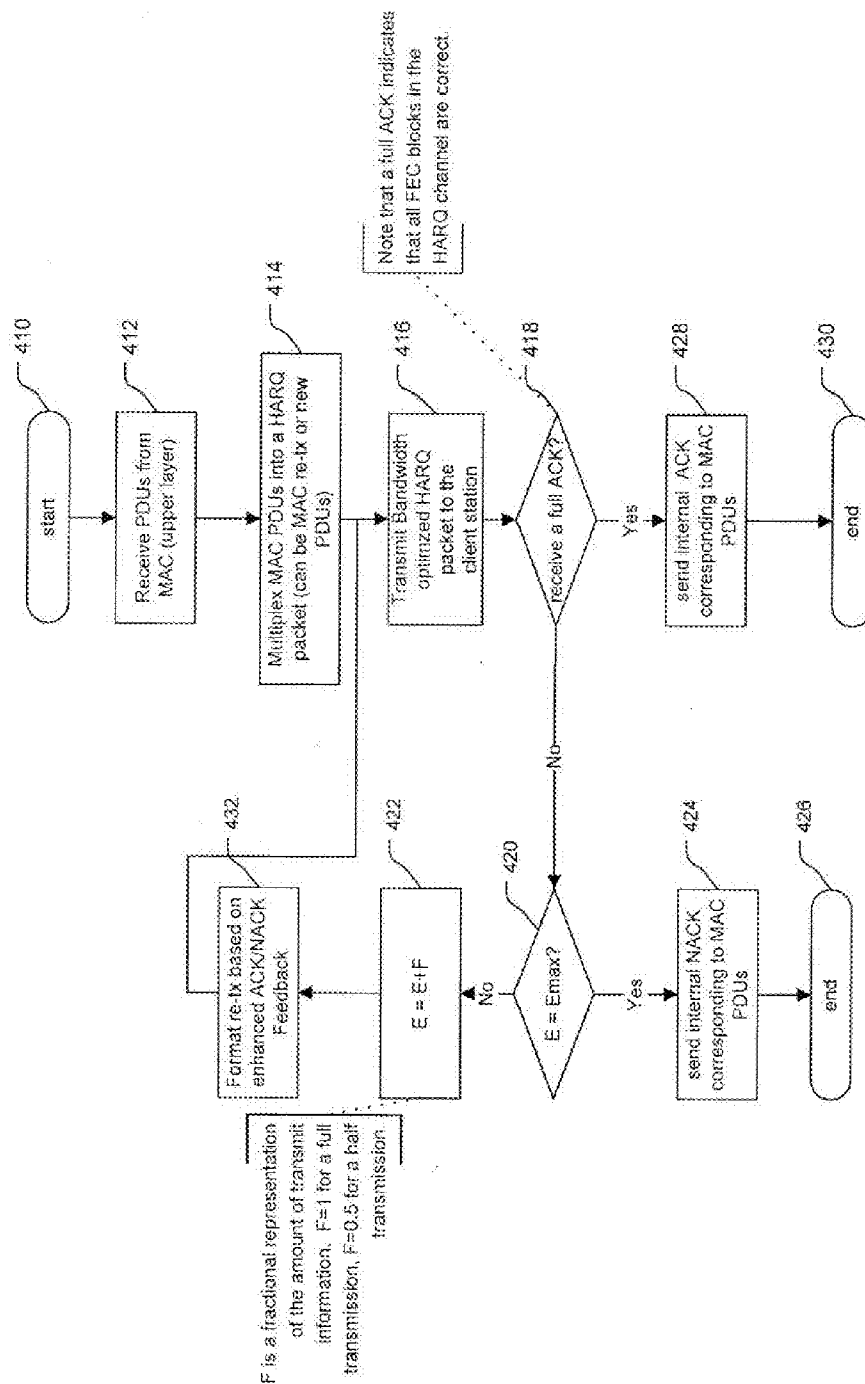 start
410
Receive PDUs from
MAC (upper layer)
412
Multiplex MAC PDUs into a HARQ
packet (can be MAC re-tx or new
PDUs)
414
Transmit Bandwidth
optimized HARQ
packet to the
client station
416
receive a full ACK?
418
Note that a full ACK indicates
that all FEC blocks in the
HARQ channel are correct.
Yes
send internal ACK
corresponding to MAC
PDUs
428
end
430
No
E = Emax?
420
No
E = E+F
422
F is a fractional representation
of the amount of transmit
information. F=1 for a full
transmission, F=0.5 for a half
transmission.
Format re-tx based on
enhanced ACK/NACK
Feedback
432
Yes
send internal NACK
corresponding to MAC
PDUs
424
end
426